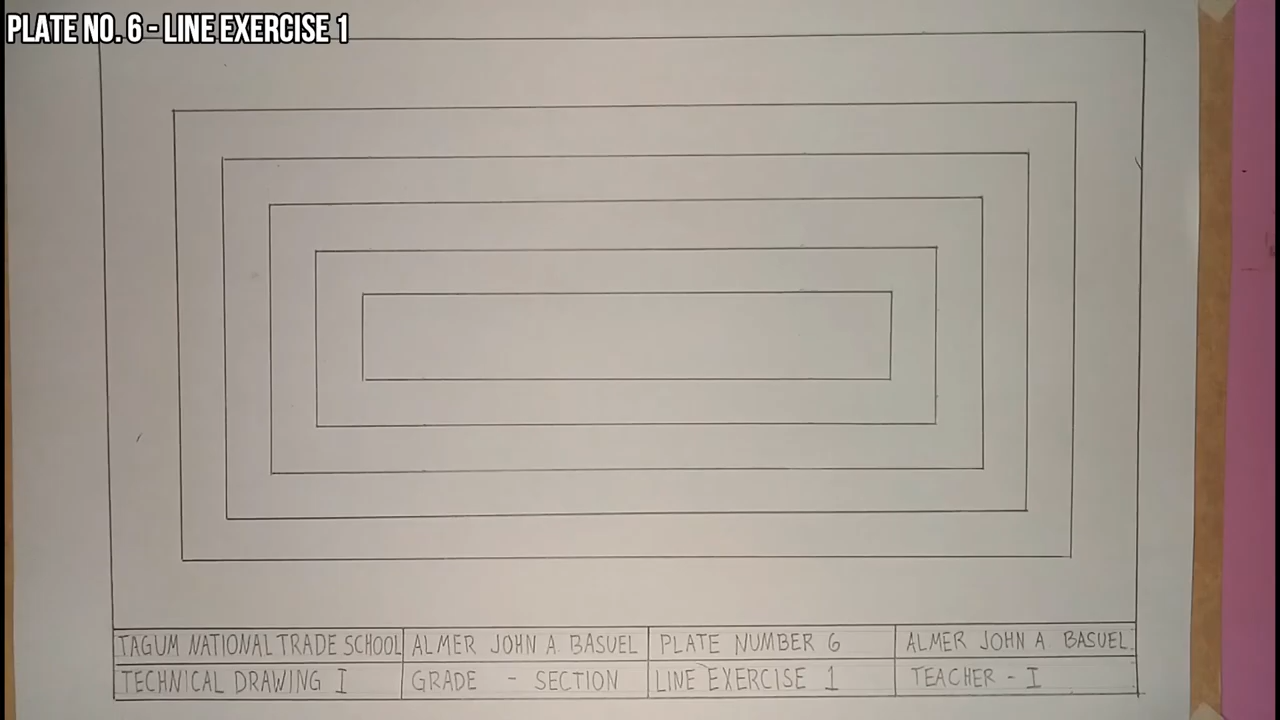 PLATE NO. 6 - LINE EXERCISE 1
TAGUM NATIONAL TRADE SCHOOL
ALMER JOHN A. BASUEL
PLATE NUMBER 6
ALMER JOHN A BASUEL.
TECHNICAL DRAWING I
GRADE - SECTION
LINE EXERCISE 1
TEACHER - I